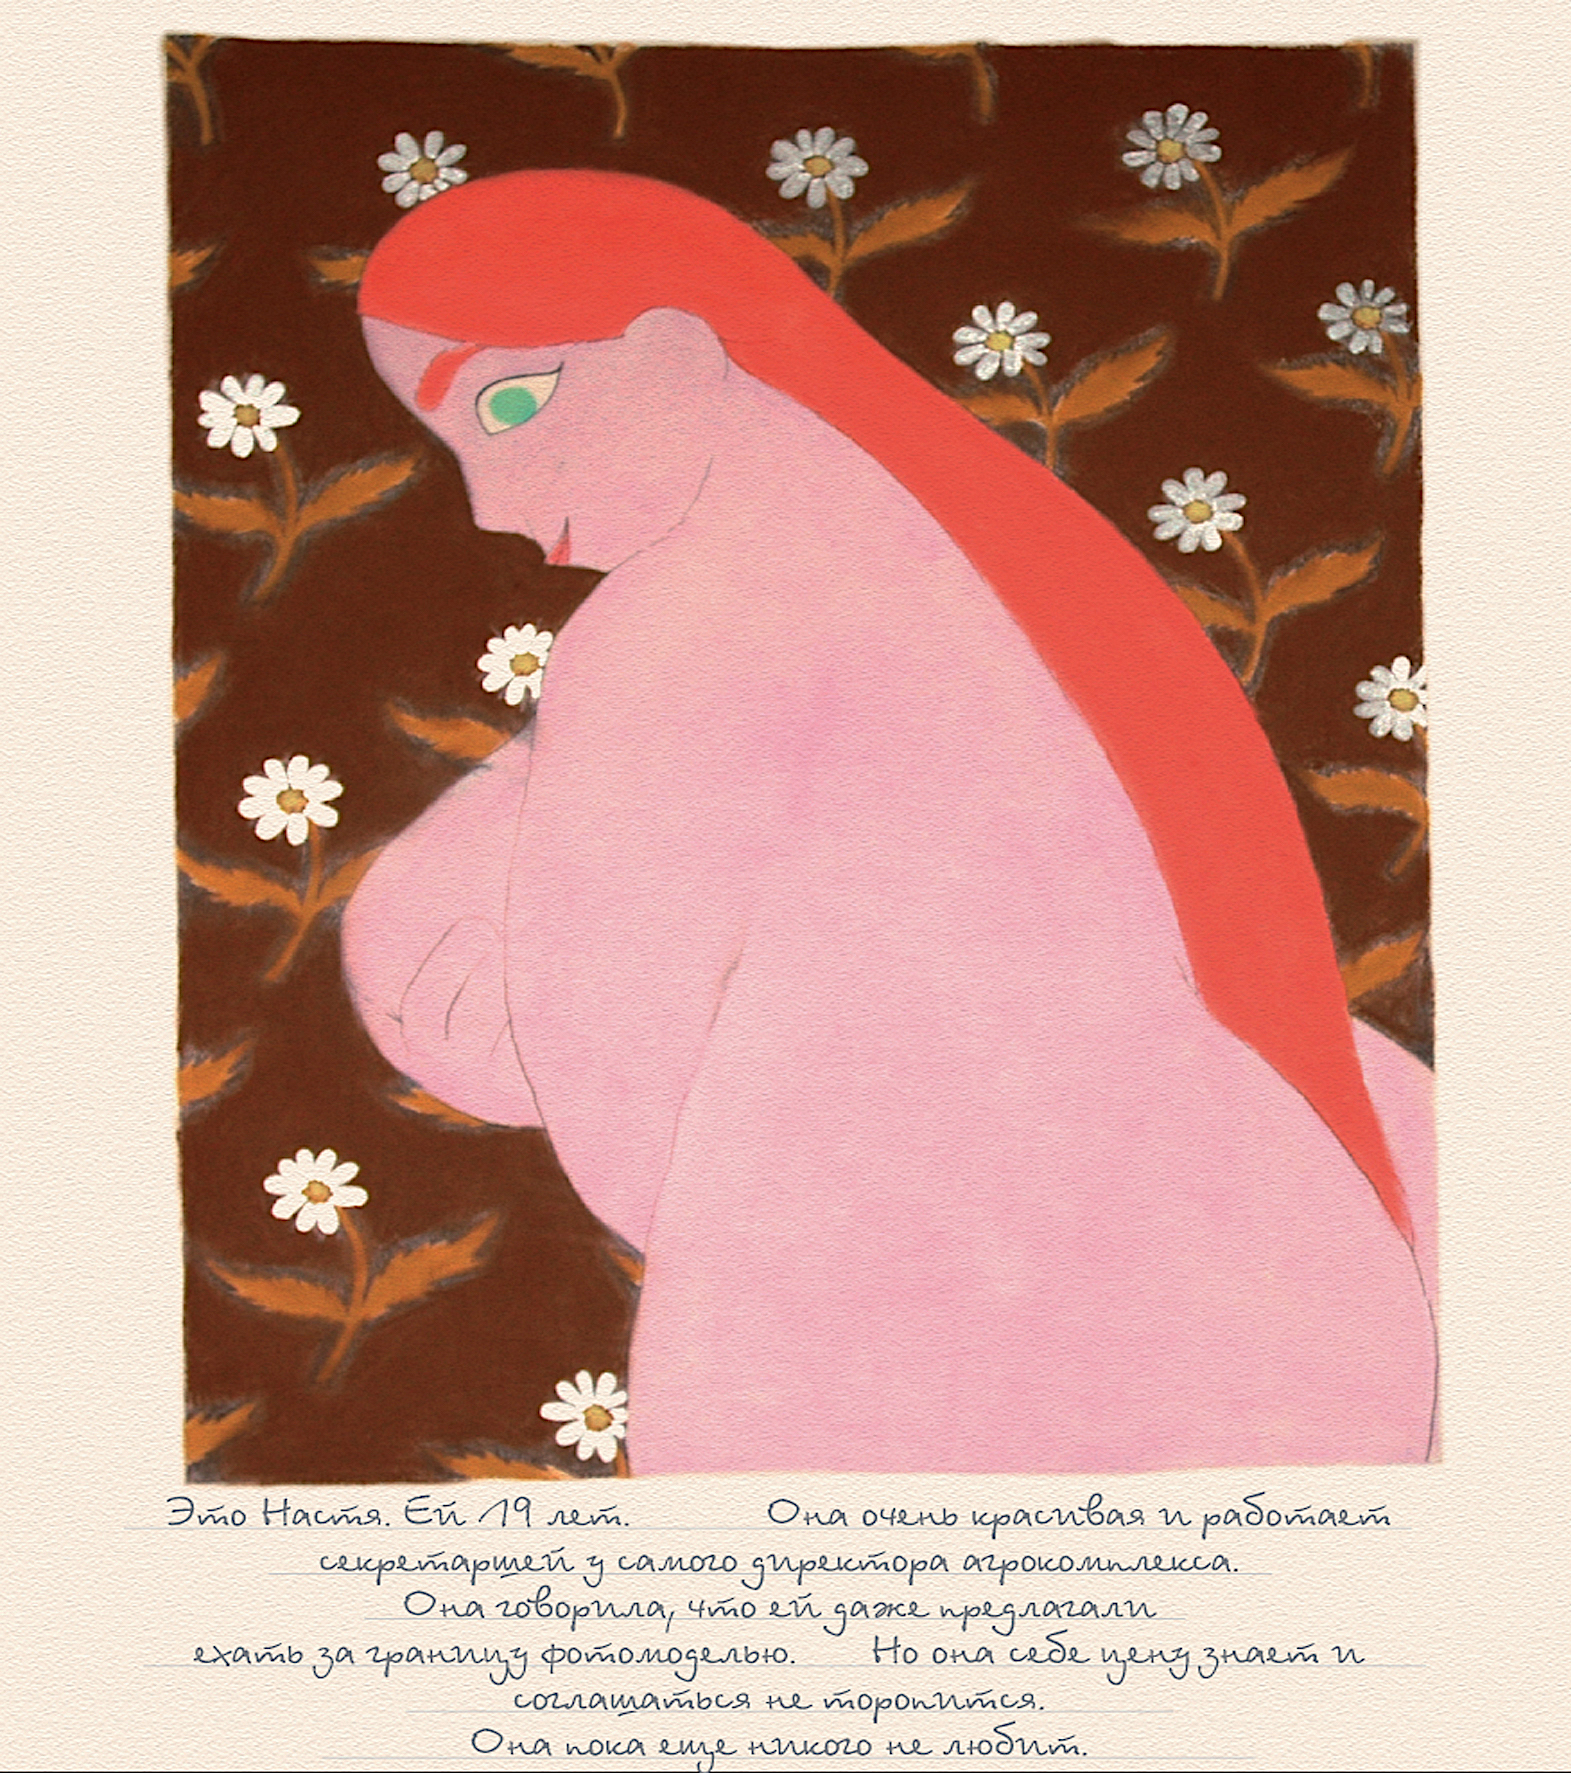 Это Настя. Ей 19 лет. Она очень красивая и работает
секретаршей у самого директора агрокомплекса.
Она говорила, что ей даже предлагали
ехать за границу фотомоделью. Но она себе цену знает и
соглашаться не торопится.
Она пока еще никого не любит.